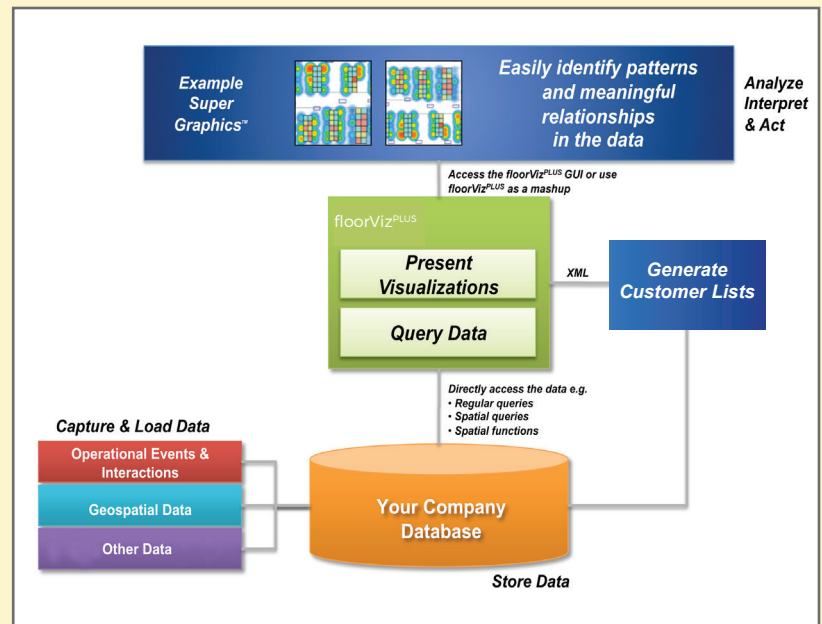 Example
Super
Graphics™
Easily identify patterns
and meaningful
relationships
in the data
Analyze
Interpret
& Act
Access the floorVizPLUS GUI or use
floorVizPLUS as a mashup
floorVizPLUS
Present
Visualizations
Query Data
XML
Generate
Customer Lists
Directly access the data e.g.
• Regular queries
• Spatial queries
• Spatial functions
Capture & Load Data
Operational Events &
Interactions
Geospatial Data
Other Data
Your Company
Database
Store Data